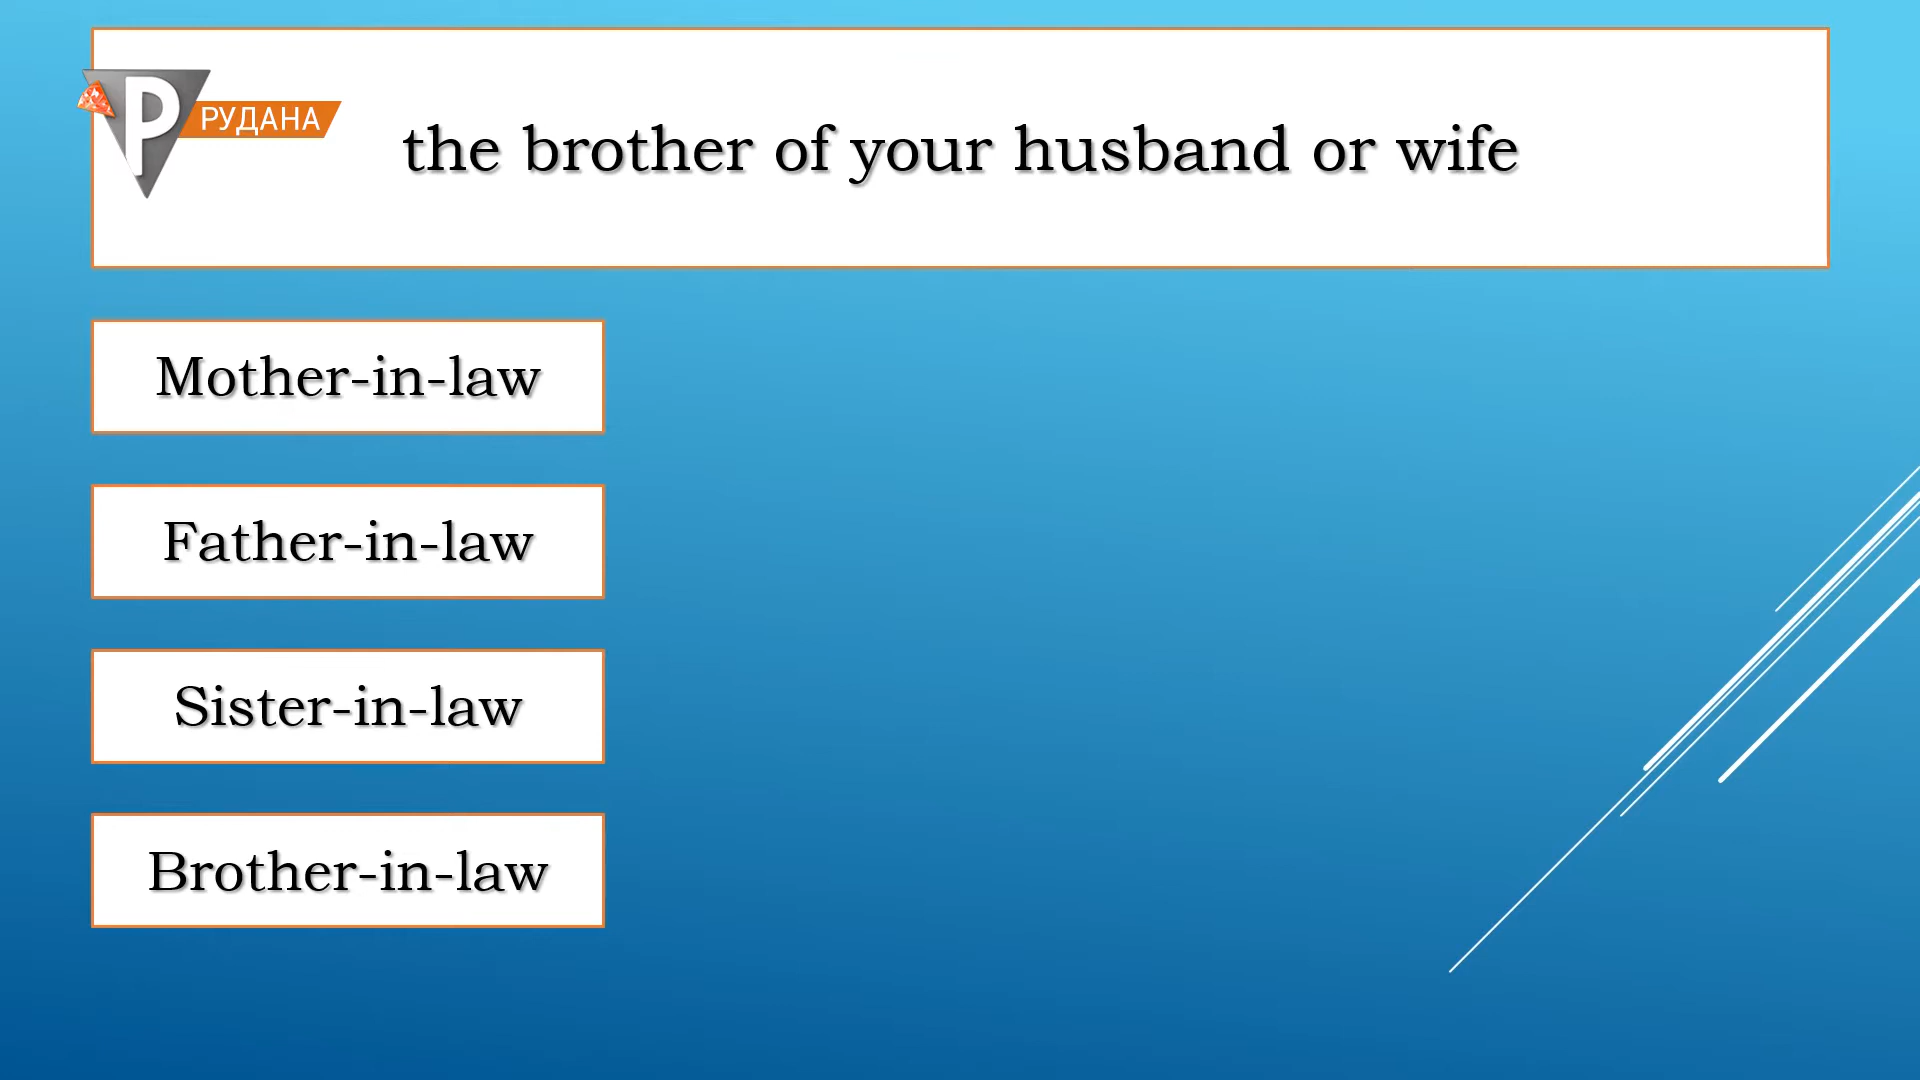 Р РУДАНА
the brother of your husband or wife
Mother-in-law
Father-in-law
Sister-in-law
Brother-in-law